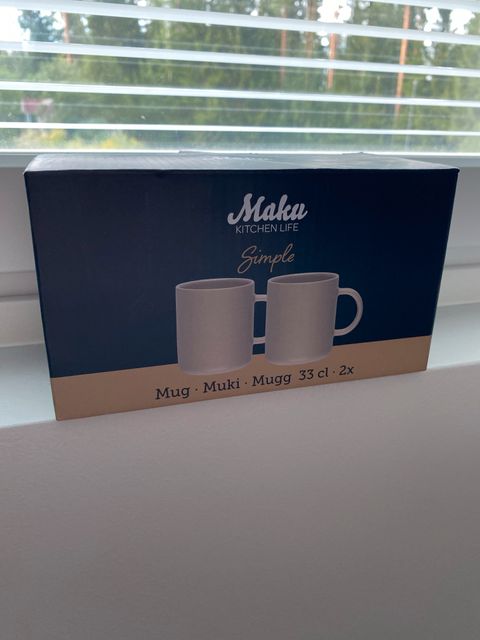 Maku
KITCHEN LIFE
Simple
Mug · Muki · Mugg 33 cl · 2x